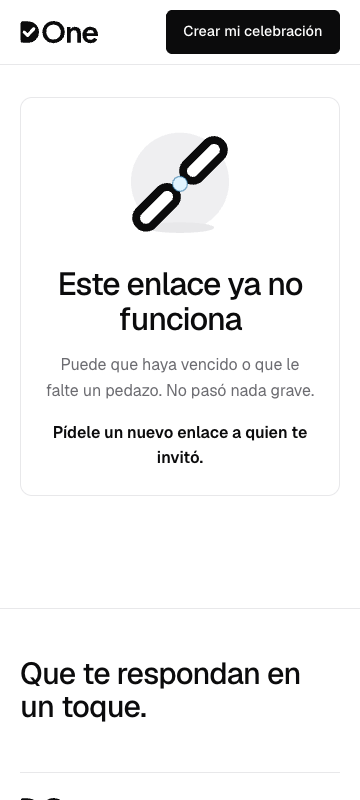 DOne
Crear mi celebración
Este enlace ya no
funciona
Puede que haya vencido o que le
falte un pedazo. No pasó nada grave.
Pídele un nuevo enlace a quien te
invitó.
Que te respondan en
un toque.